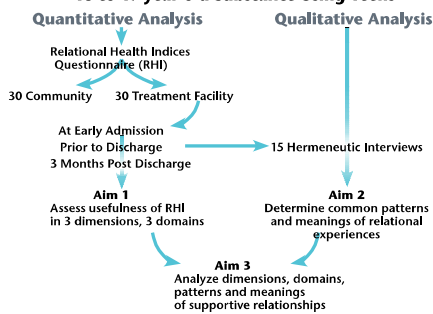 Quantitative Analysis
Qualitative Analysis
Relational Health Indices
Questionnaire (RHI)
30 Community
30 Treatment Facility
At Early Admission
Prior to Discharge
3 Months Post Discharge
15 Hermeneutic Interviews
Aim 1
Assess usefulness of RHI
in 3 dimensions, 3 domains
Aim 2
Determine common patterns
and meanings of relational
experiences
Aim 3
Analyze dimensions, domains,
patterns and meanings
of supportive relationships